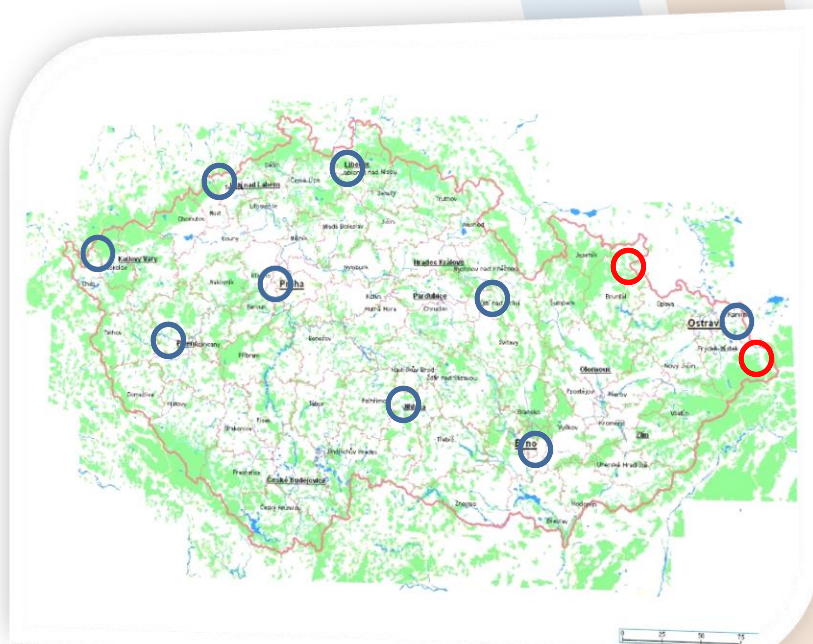 Děčín
Liberec
Jablonec nad Nisou
Ústí nad Labem
Česká Lípa
Semily
Trutnov
Chomutov
Most
Litoměřice
Jičín
Mladá Boleslav
Náchod
Louny
Mělník
Karlovy Vary
Sokolov
Cheb
Hradec Králové
Rychnov nad Kněžnou
Jeseník
Nymburk
Rakovník
Praha
Kolín
Pardubice
Bruntál
Šumperk
Opava
Karviná
Beroun
Kutná Hora
Chrudim
Ostrava
Tachov
Benešov
Svitavy
Příbram
Frýdek-Místek
Nový Jičín
Havlíčkův Brod
Olomouc
Žďár nad Sázavou
Domažlice
Klatovy
Tábor
Pelhřimov
Jihlava
Prostějov
Přerov
Vsetín
Blansko
Písek
Strakonice
Třebíč
Vyškov
Kroměříž
Brno
Zlín
Jindřichův Hradec
Uherské Hradiště
Prachatice
České Budějovice
Znojmo
Hodonín
Český Krumlov
Břeclav
0 25 50 75